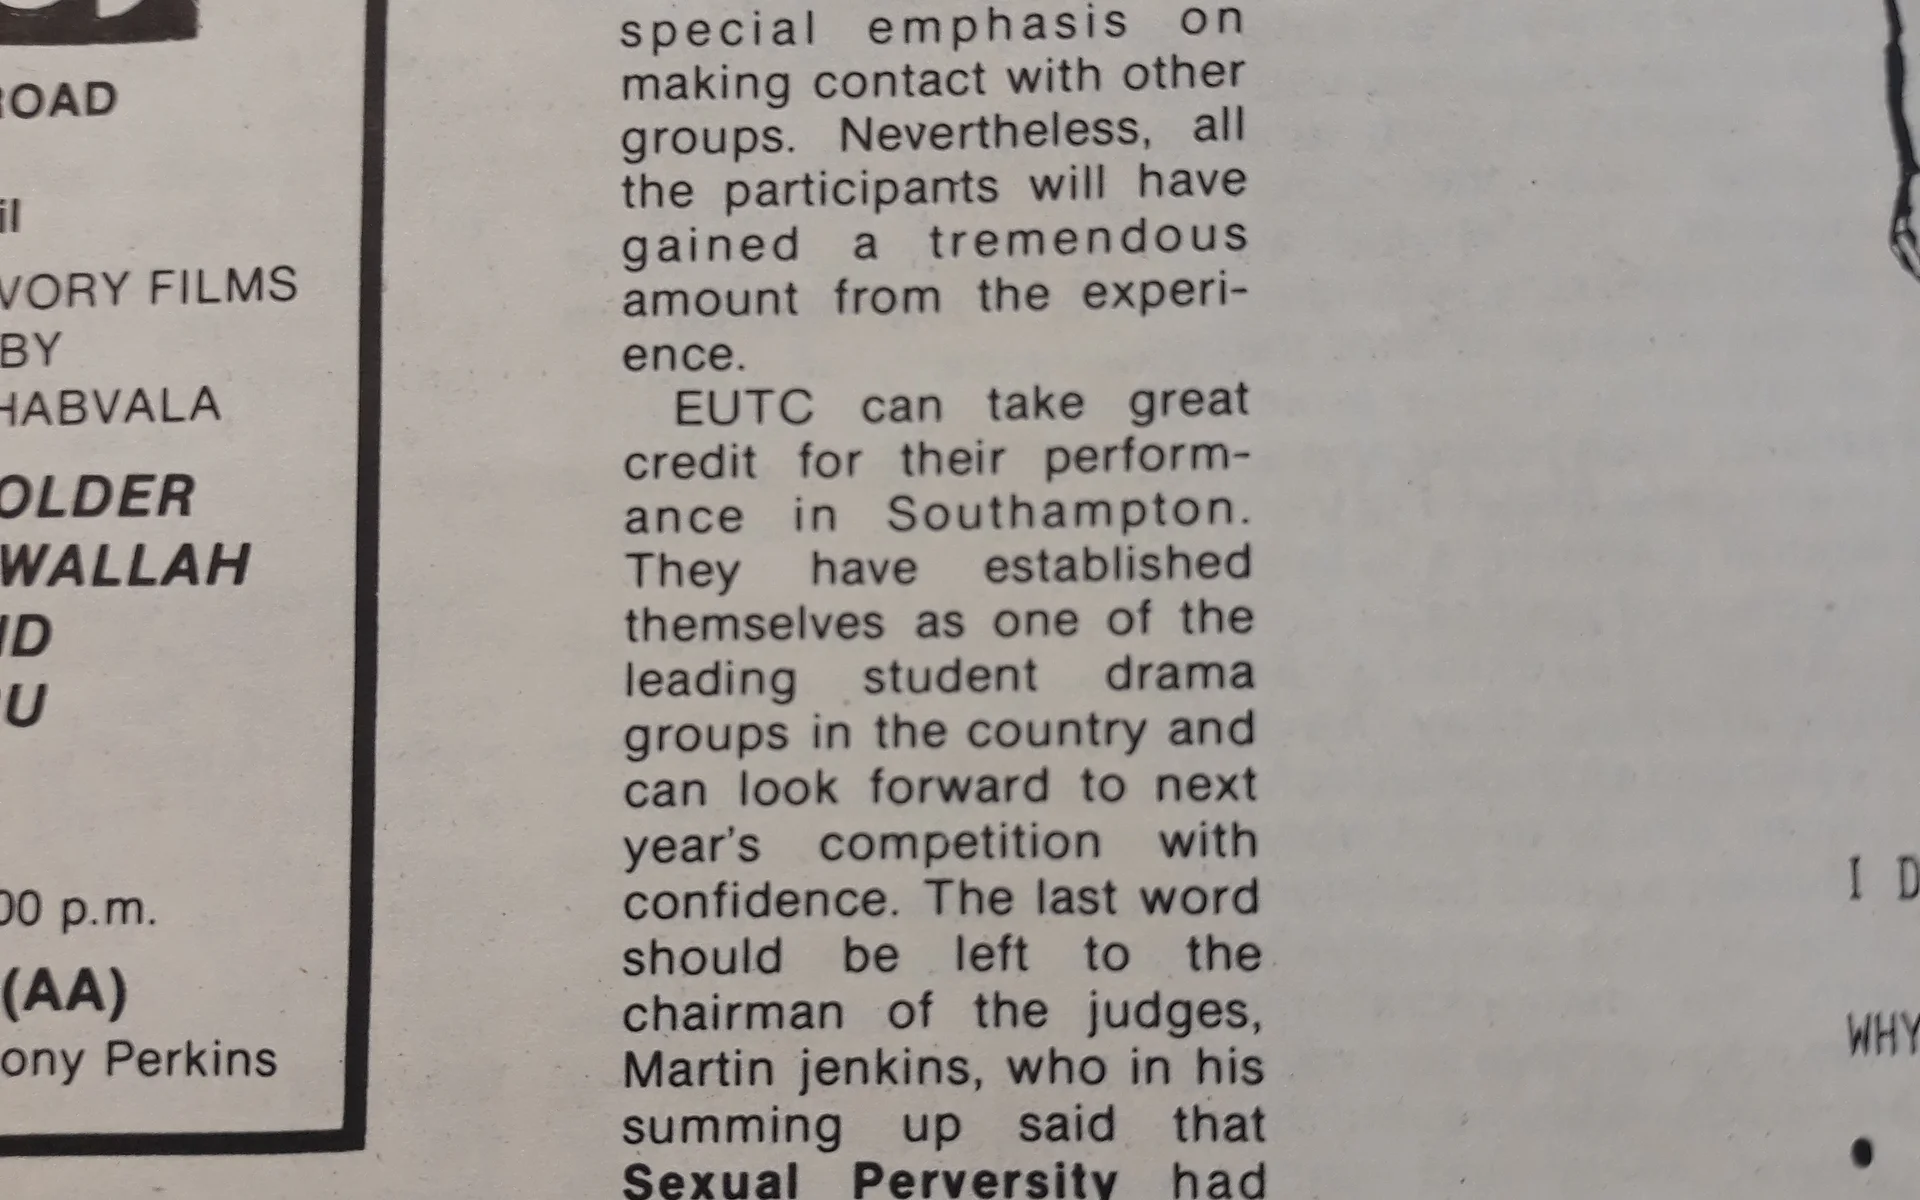 ROAD
il
VORY FILMS
BY
HABVALA
OLDER
WALLAH
ND
RU
00 p.m.
(AA)
ony Perkins
special emphasis on
making contact with other
groups. Nevertheless, all
the participants will have
gained a tremendous
amount from the experi-
ence.
EUTC can take great
credit for their perform-
ance in Southampton.
They have established
themselves as one of the
leading student drama
groups in the country and
can look forward to next
year's competition with
confidence. The last word
should be left to the
chairman of the judges,
Martin jenkins, who in his
summing up said that
Sexual Perversity had
I D
WHY